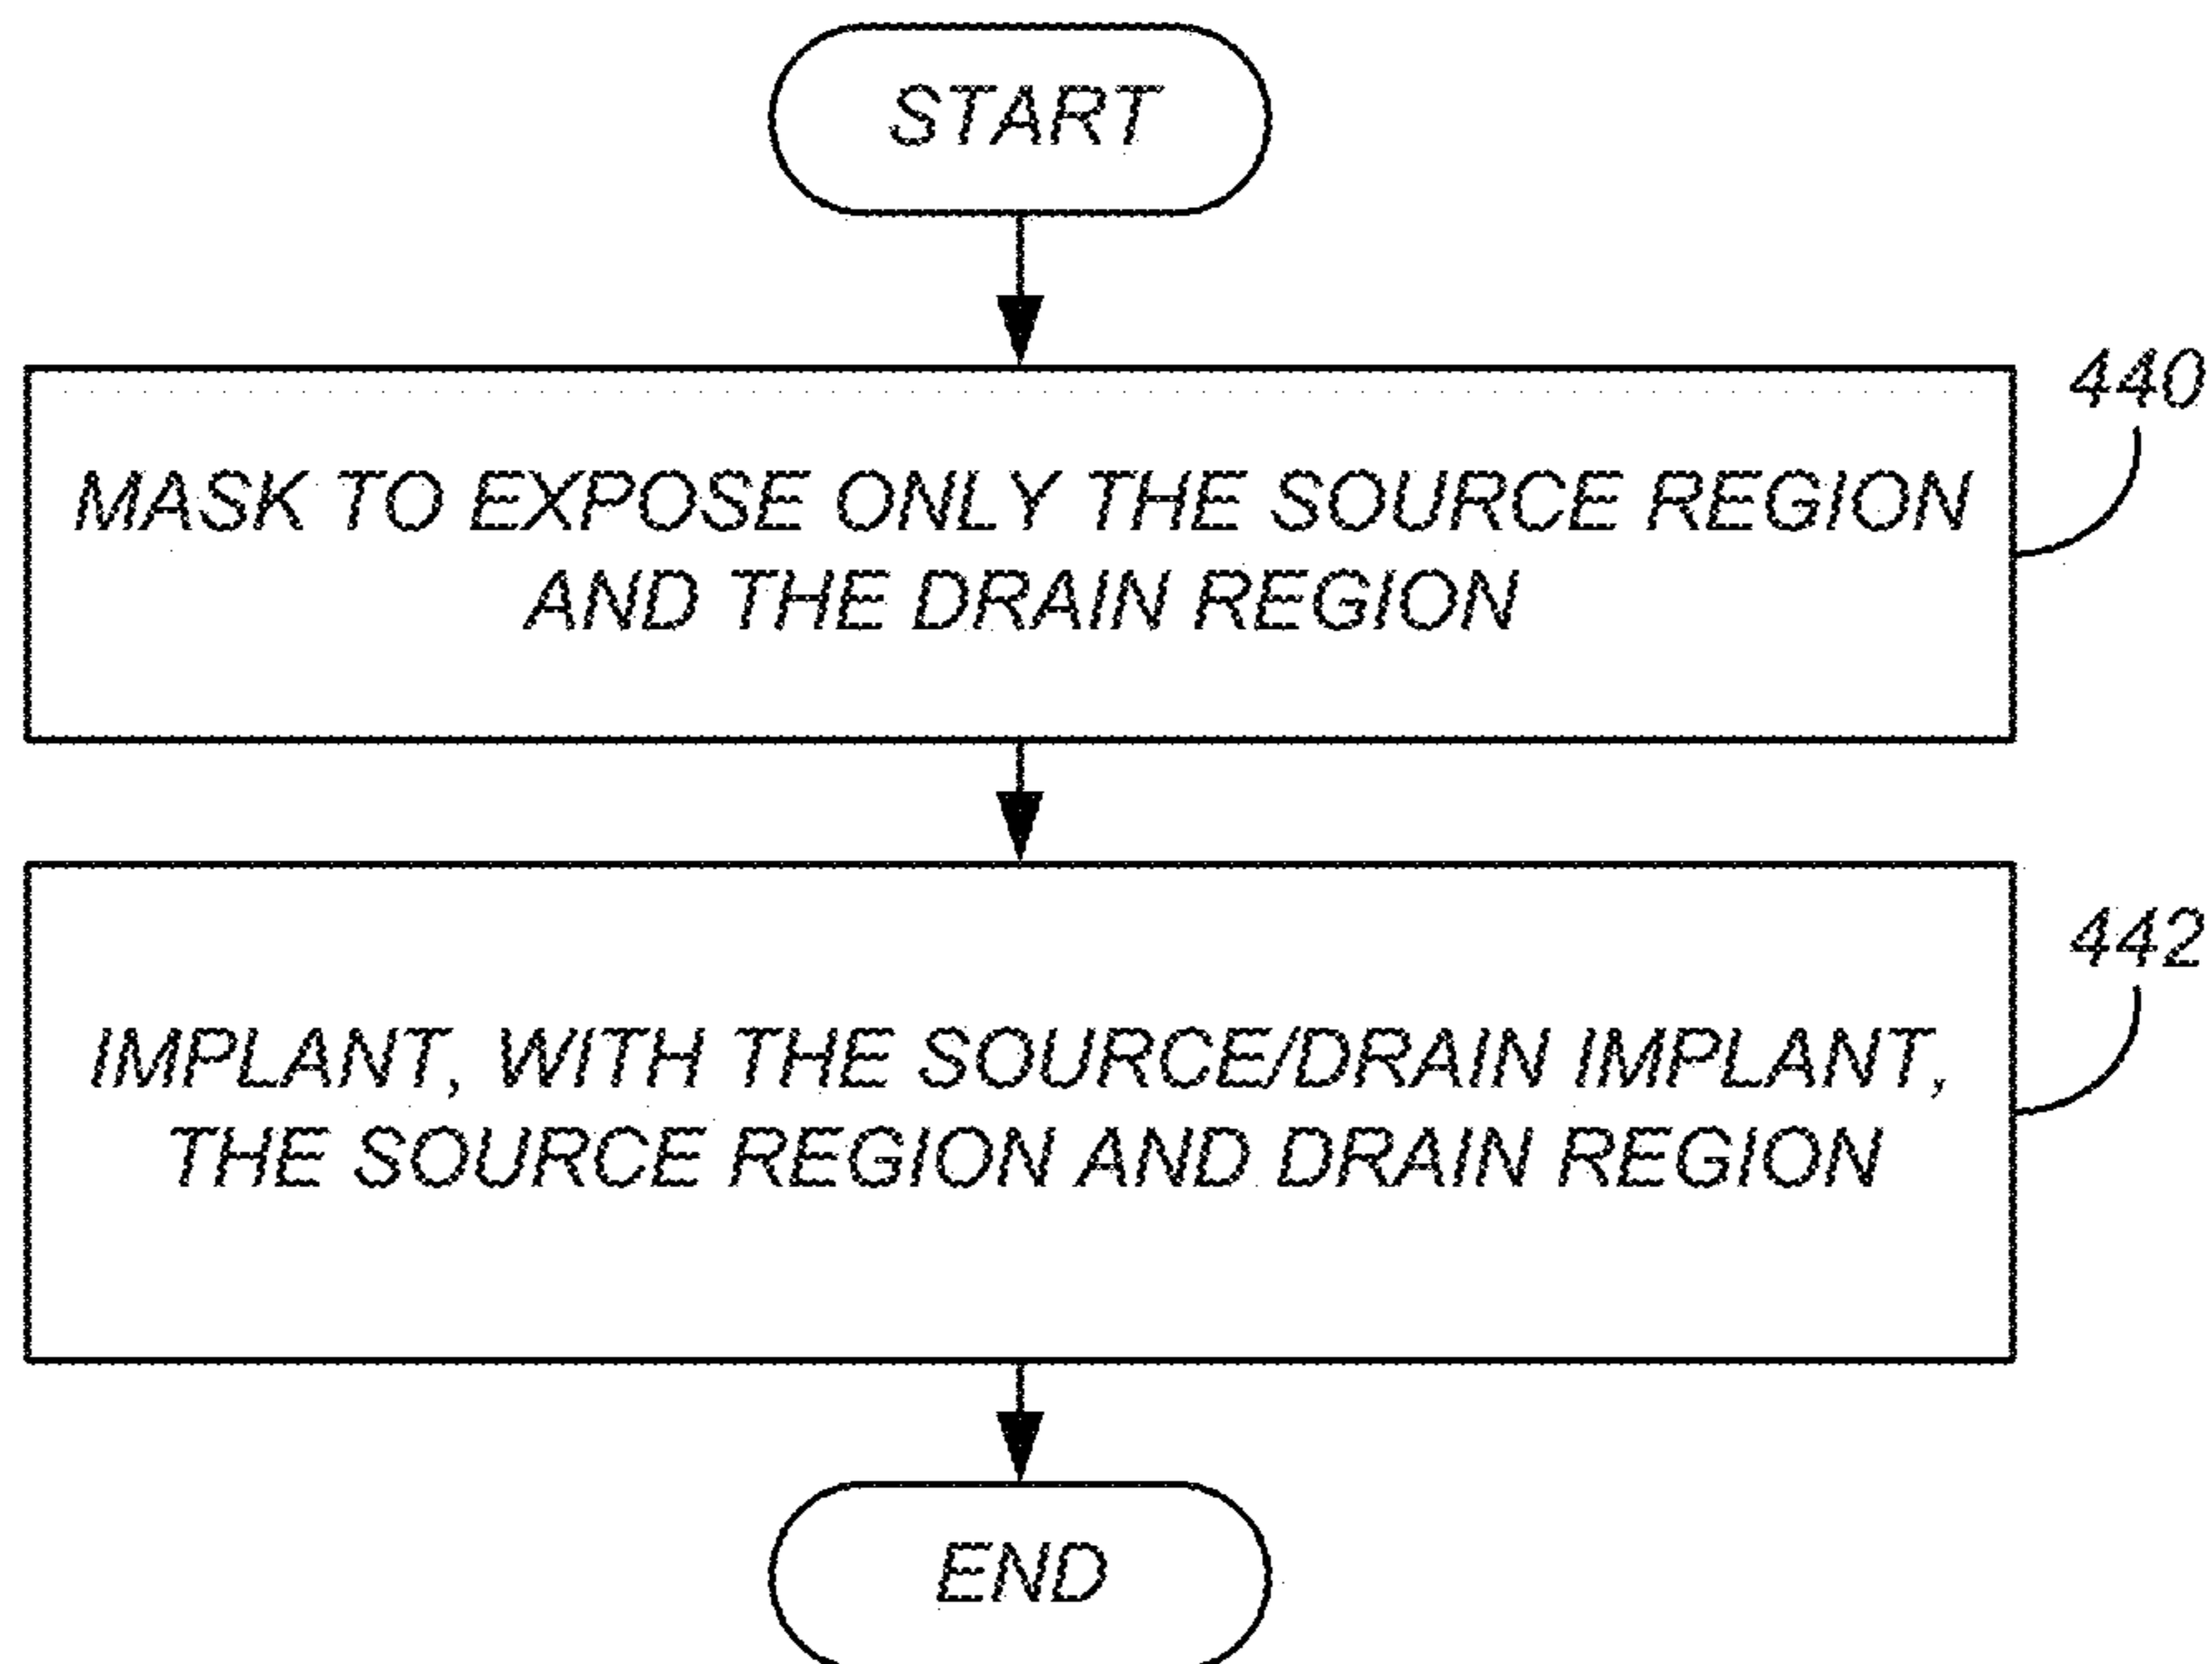 START
440
MASK TO EXPOSE ONLY THE SOURCE REGION
AND THE DRAIN REGION
442
IMPLANT, WITH THE SOURCE/DRAIN IMPLANT,
THE SOURCE REGION AND DRAIN REGION
END